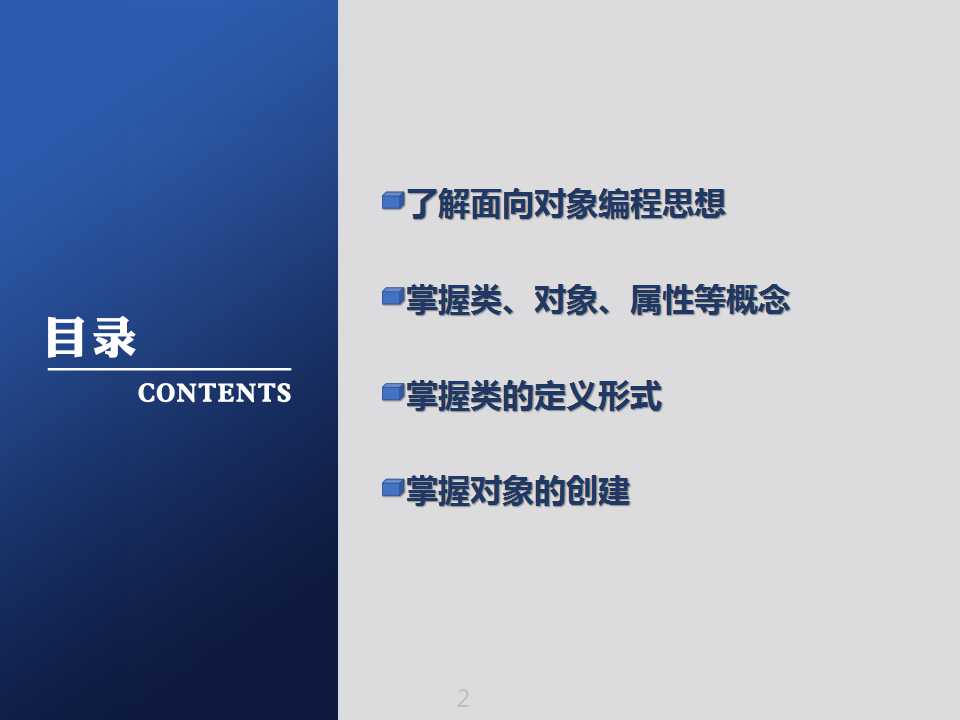 目录
CONTENTS
了解面向对象编程思想
掌握类、对象、属性等概念
掌握类的定义形式
掌握对象的创建
2